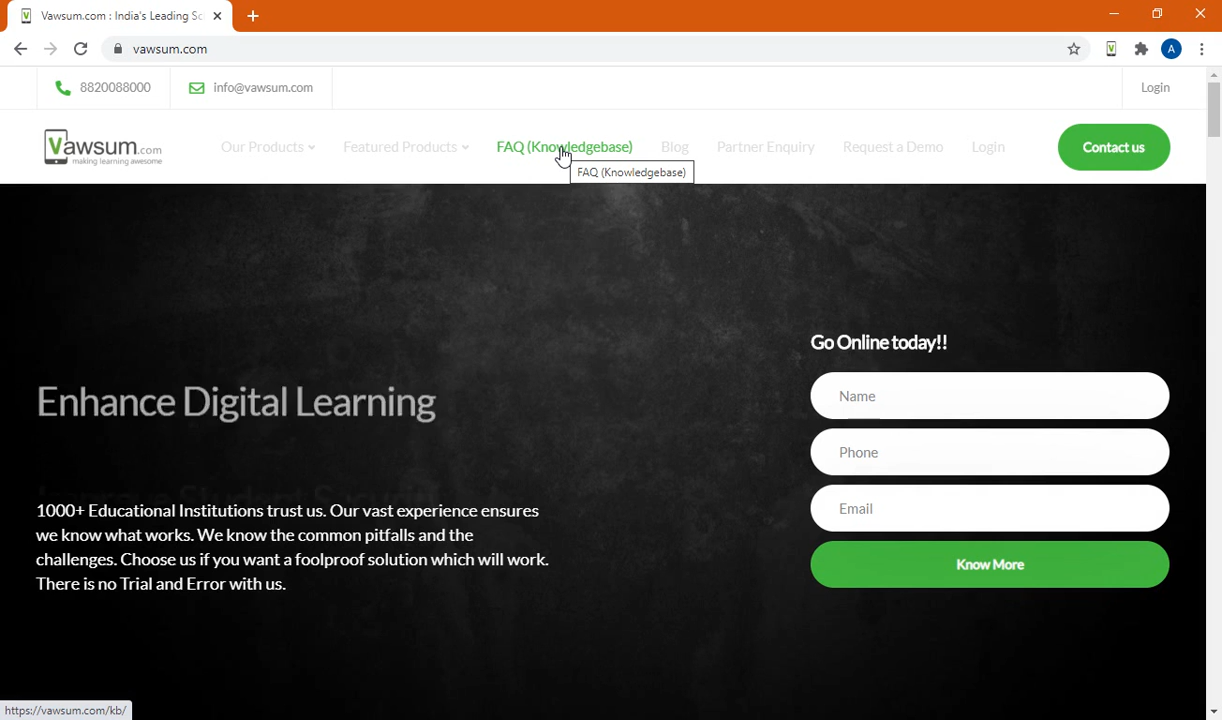 Vawsum.com : India's Leading Sc
vawsum.com
A
8820088000
info@vawsum.com
Login
Vawsum.com
making learning awesome
Our Products
Featured Products
FAQ (Knowledgebase)
Blog
Partner Enquiry
Request a Demo
Login
Contact us
FAQ (Knowledgebase)
Go Online today!!
Name
Enhance Digital Learning
Phone
Improve Student Security
Email
1000+ Educational Institutions trust us. Our vast experience ensures
we know what works. We know the common pitfalls and the
challenges. Choose us if you want a foolproof solution which will work.
There is no Trial and Error with us.
Know More
https://vawsum.com/kb/